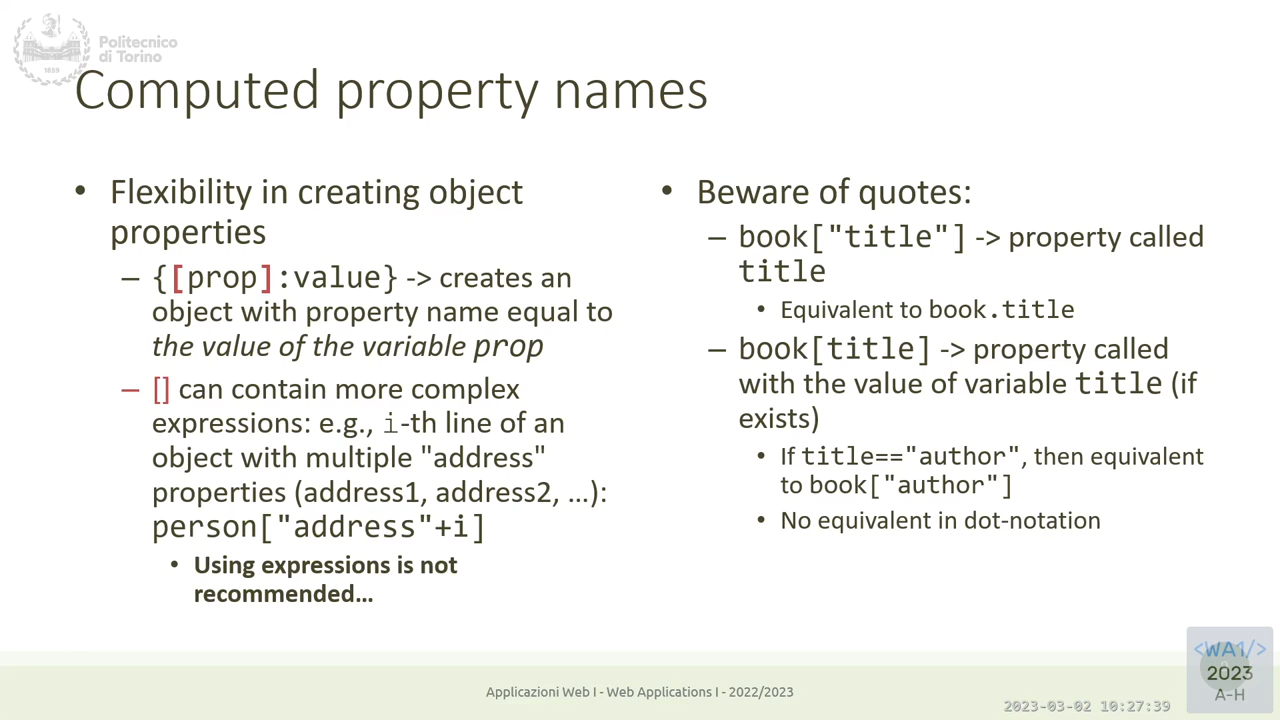 Politecnico
di Torino
1859
Computed property names
• Flexibility in creating object
properties
– {[prop]:value} -> creates an
object with property name equal to
the value of the variable prop
– [] can contain more complex
expressions: e.g., i-th line of an
object with multiple "address"
properties (address1, address2, …):
person["address"+i]
• Using expressions is not
recommended…
• Beware of quotes:
– book["title"] -> property called
title
• Equivalent to book.title
– book[title] -> property called
with the value of variable title (if
exists)
• If title=="author", then equivalent
to book["author"]
• No equivalent in dot-notation
Applicazioni Web I - Web Applications I - 2022/2023
<WA1/>
2023
A-H
2023-03-02 10:27:39